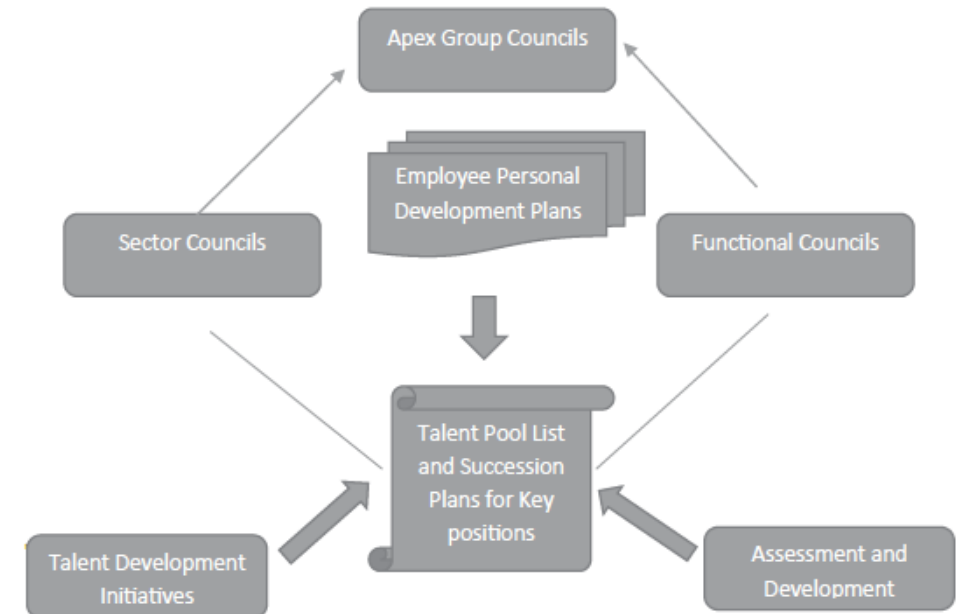 Apex Group Councils
Employee Personal
Development Plans
Sector Councils
Functional Councils
Talent Pool List
and Succession
Plans for Key
positions
Talent Development
Initiatives
Assessment and
Development